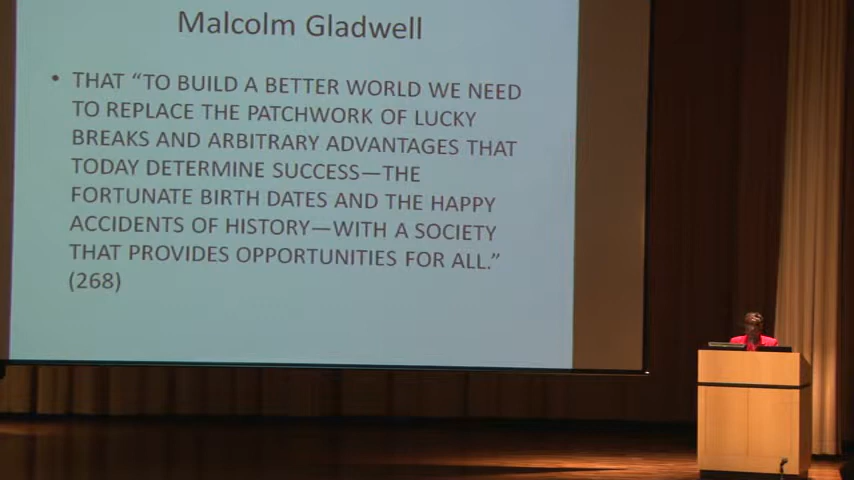 Malcolm Gladwell
• THAT “TO BUILD A BETTER WORLD WE NEED
TO REPLACE THE PATCHWORK OF LUCKY
BREAKS AND ARBITRARY ADVANTAGES THAT
TODAY DETERMINE SUCCESS—THE
FORTUNATE BIRTH DATES AND THE HAPPY
ACCIDENTS OF HISTORY—WITH A SOCIETY
THAT PROVIDES OPPORTUNITIES FOR ALL.”
(268)